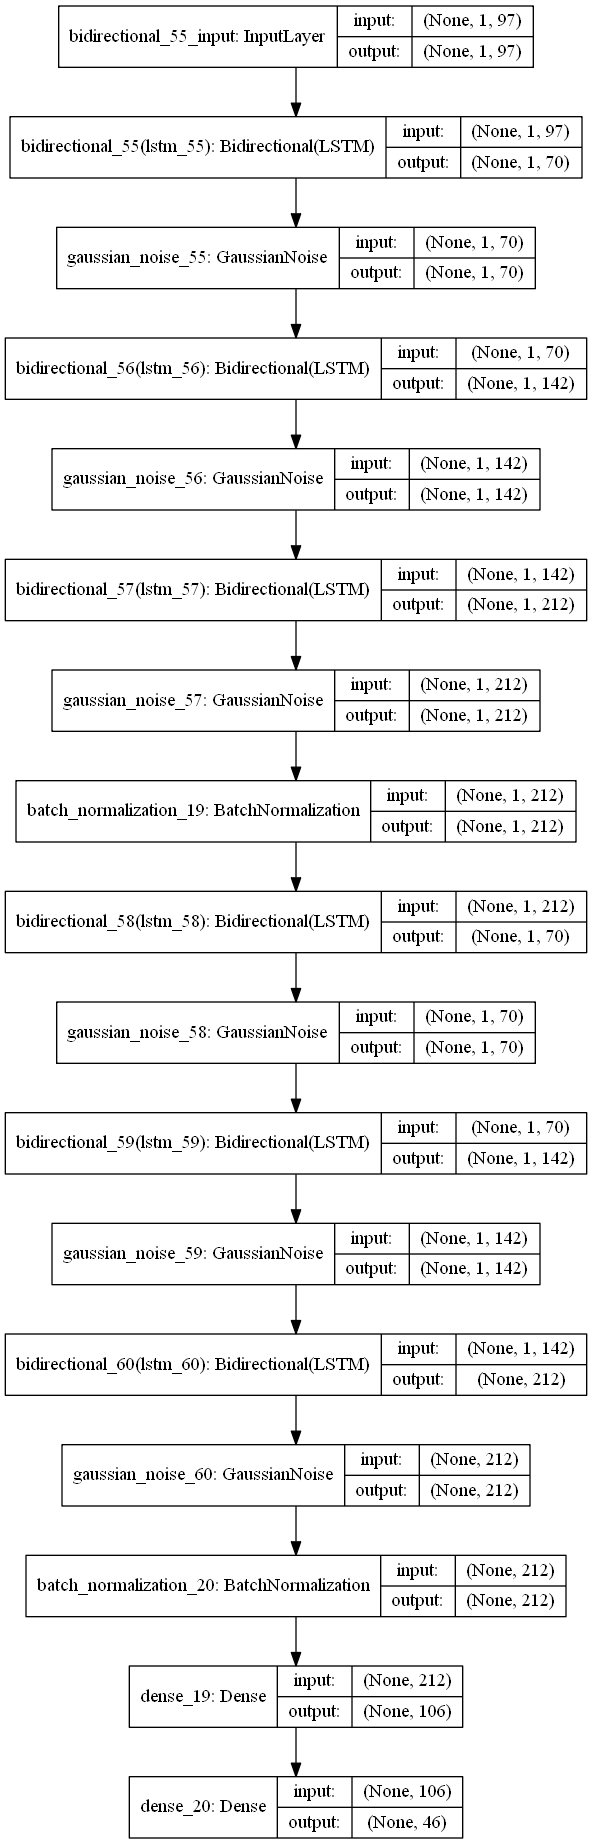 bidirectional_55_input: InputLayer
input: (None, 1, 97)
output: (None, 1, 97)
bidirectional_55(lstm_55): Bidirectional(LSTM)
input: (None, 1, 97)
output: (None, 1, 70)
gaussian_noise_55: GaussianNoise
input: (None, 1, 70)
output: (None, 1, 70)
bidirectional_56(lstm_56): Bidirectional(LSTM)
input: (None, 1, 70)
output: (None, 1, 142)
gaussian_noise_56: GaussianNoise
input: (None, 1, 142)
output: (None, 1, 142)
bidirectional_57(lstm_57): Bidirectional(LSTM)
input: (None, 1, 142)
output: (None, 1, 212)
gaussian_noise_57: GaussianNoise
input: (None, 1, 212)
output: (None, 1, 212)
batch_normalization_19: BatchNormalization
input: (None, 1, 212)
output: (None, 1, 212)
bidirectional_58(lstm_58): Bidirectional(LSTM)
input: (None, 1, 212)
output: (None, 1, 70)
gaussian_noise_58: GaussianNoise
input: (None, 1, 70)
output: (None, 1, 70)
bidirectional_59(lstm_59): Bidirectional(LSTM)
input: (None, 1, 70)
output: (None, 1, 142)
gaussian_noise_59: GaussianNoise
input: (None, 1, 142)
output: (None, 1, 142)
bidirectional_60(lstm_60): Bidirectional(LSTM)
input: (None, 1, 142)
output: (None, 212)
gaussian_noise_60: GaussianNoise
input: (None, 212)
output: (None, 212)
batch_normalization_20: BatchNormalization
input: (None, 212)
output: (None, 212)
dense_19: Dense
input: (None, 212)
output: (None, 106)
dense_20: Dense
input: (None, 106)
output: (None, 46)